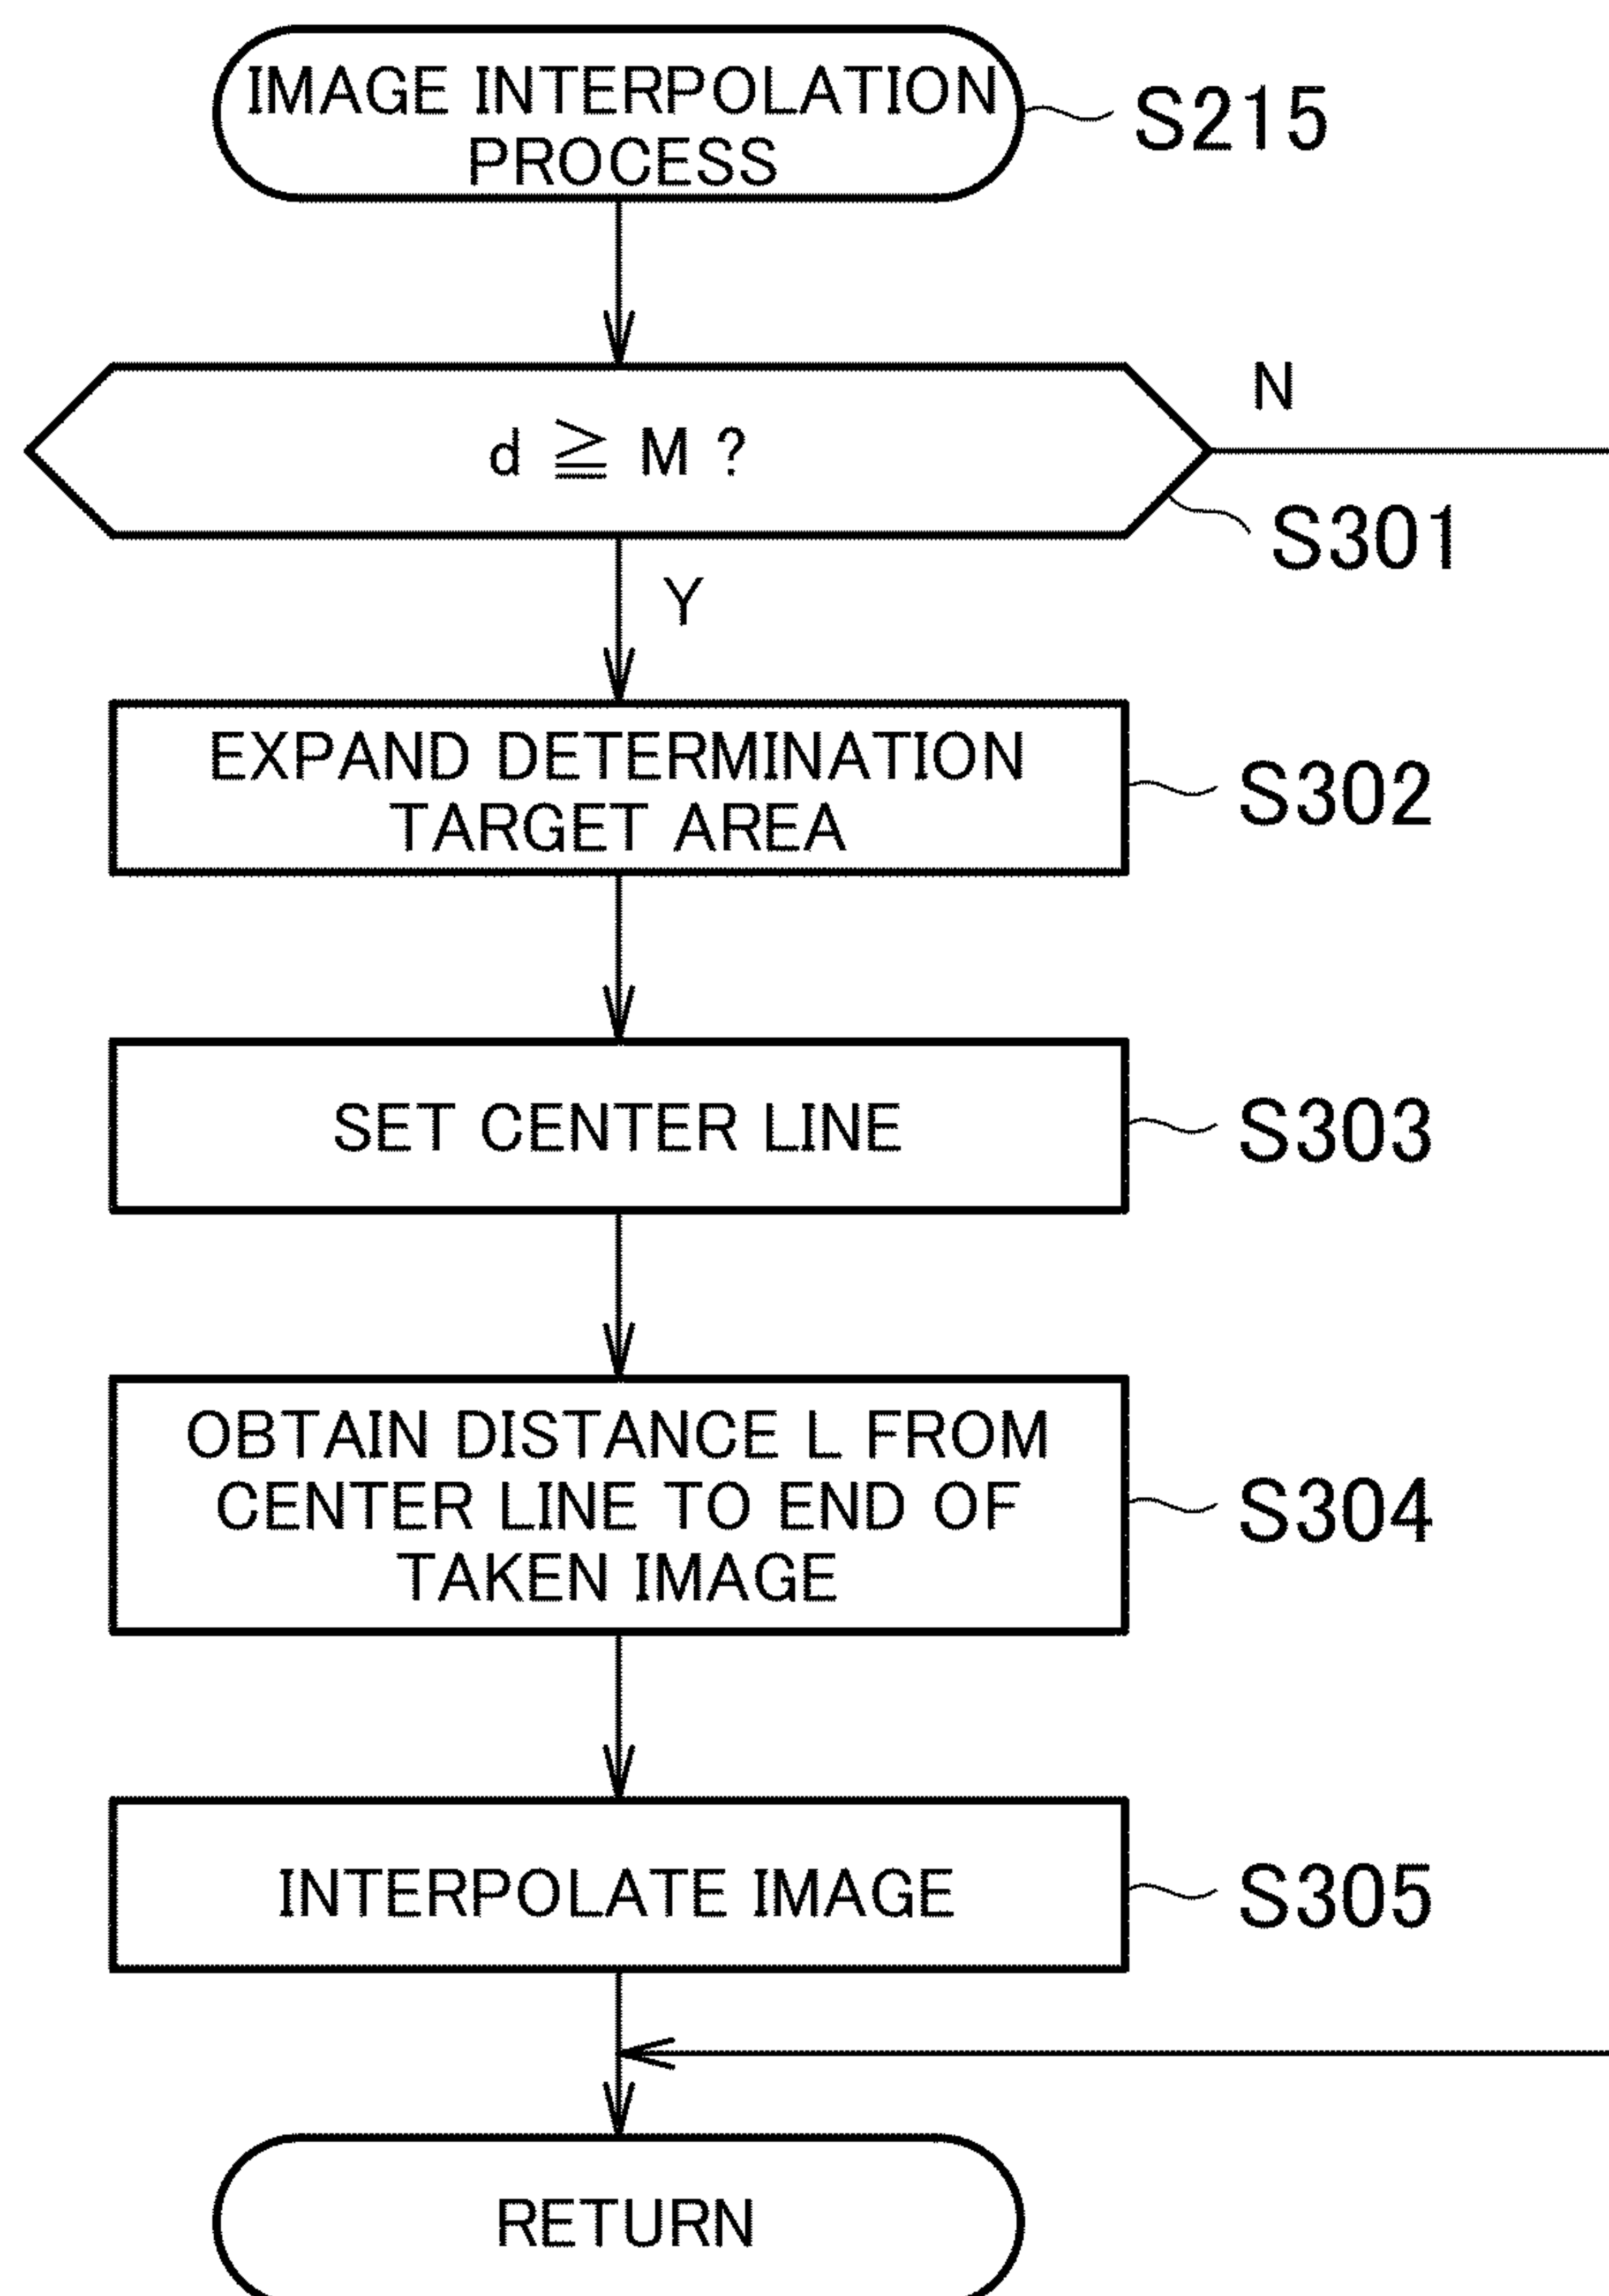 IMAGE INTERPOLATION
PROCESS
S215
d ≧ M ?
N
S301
Y
EXPAND DETERMINATION
TARGET AREA
S302
SET CENTER LINE
S303
OBTAIN DISTANCE L FROM
CENTER LINE TO END OF
TAKEN IMAGE
S304
INTERPOLATE IMAGE
S305
RETURN